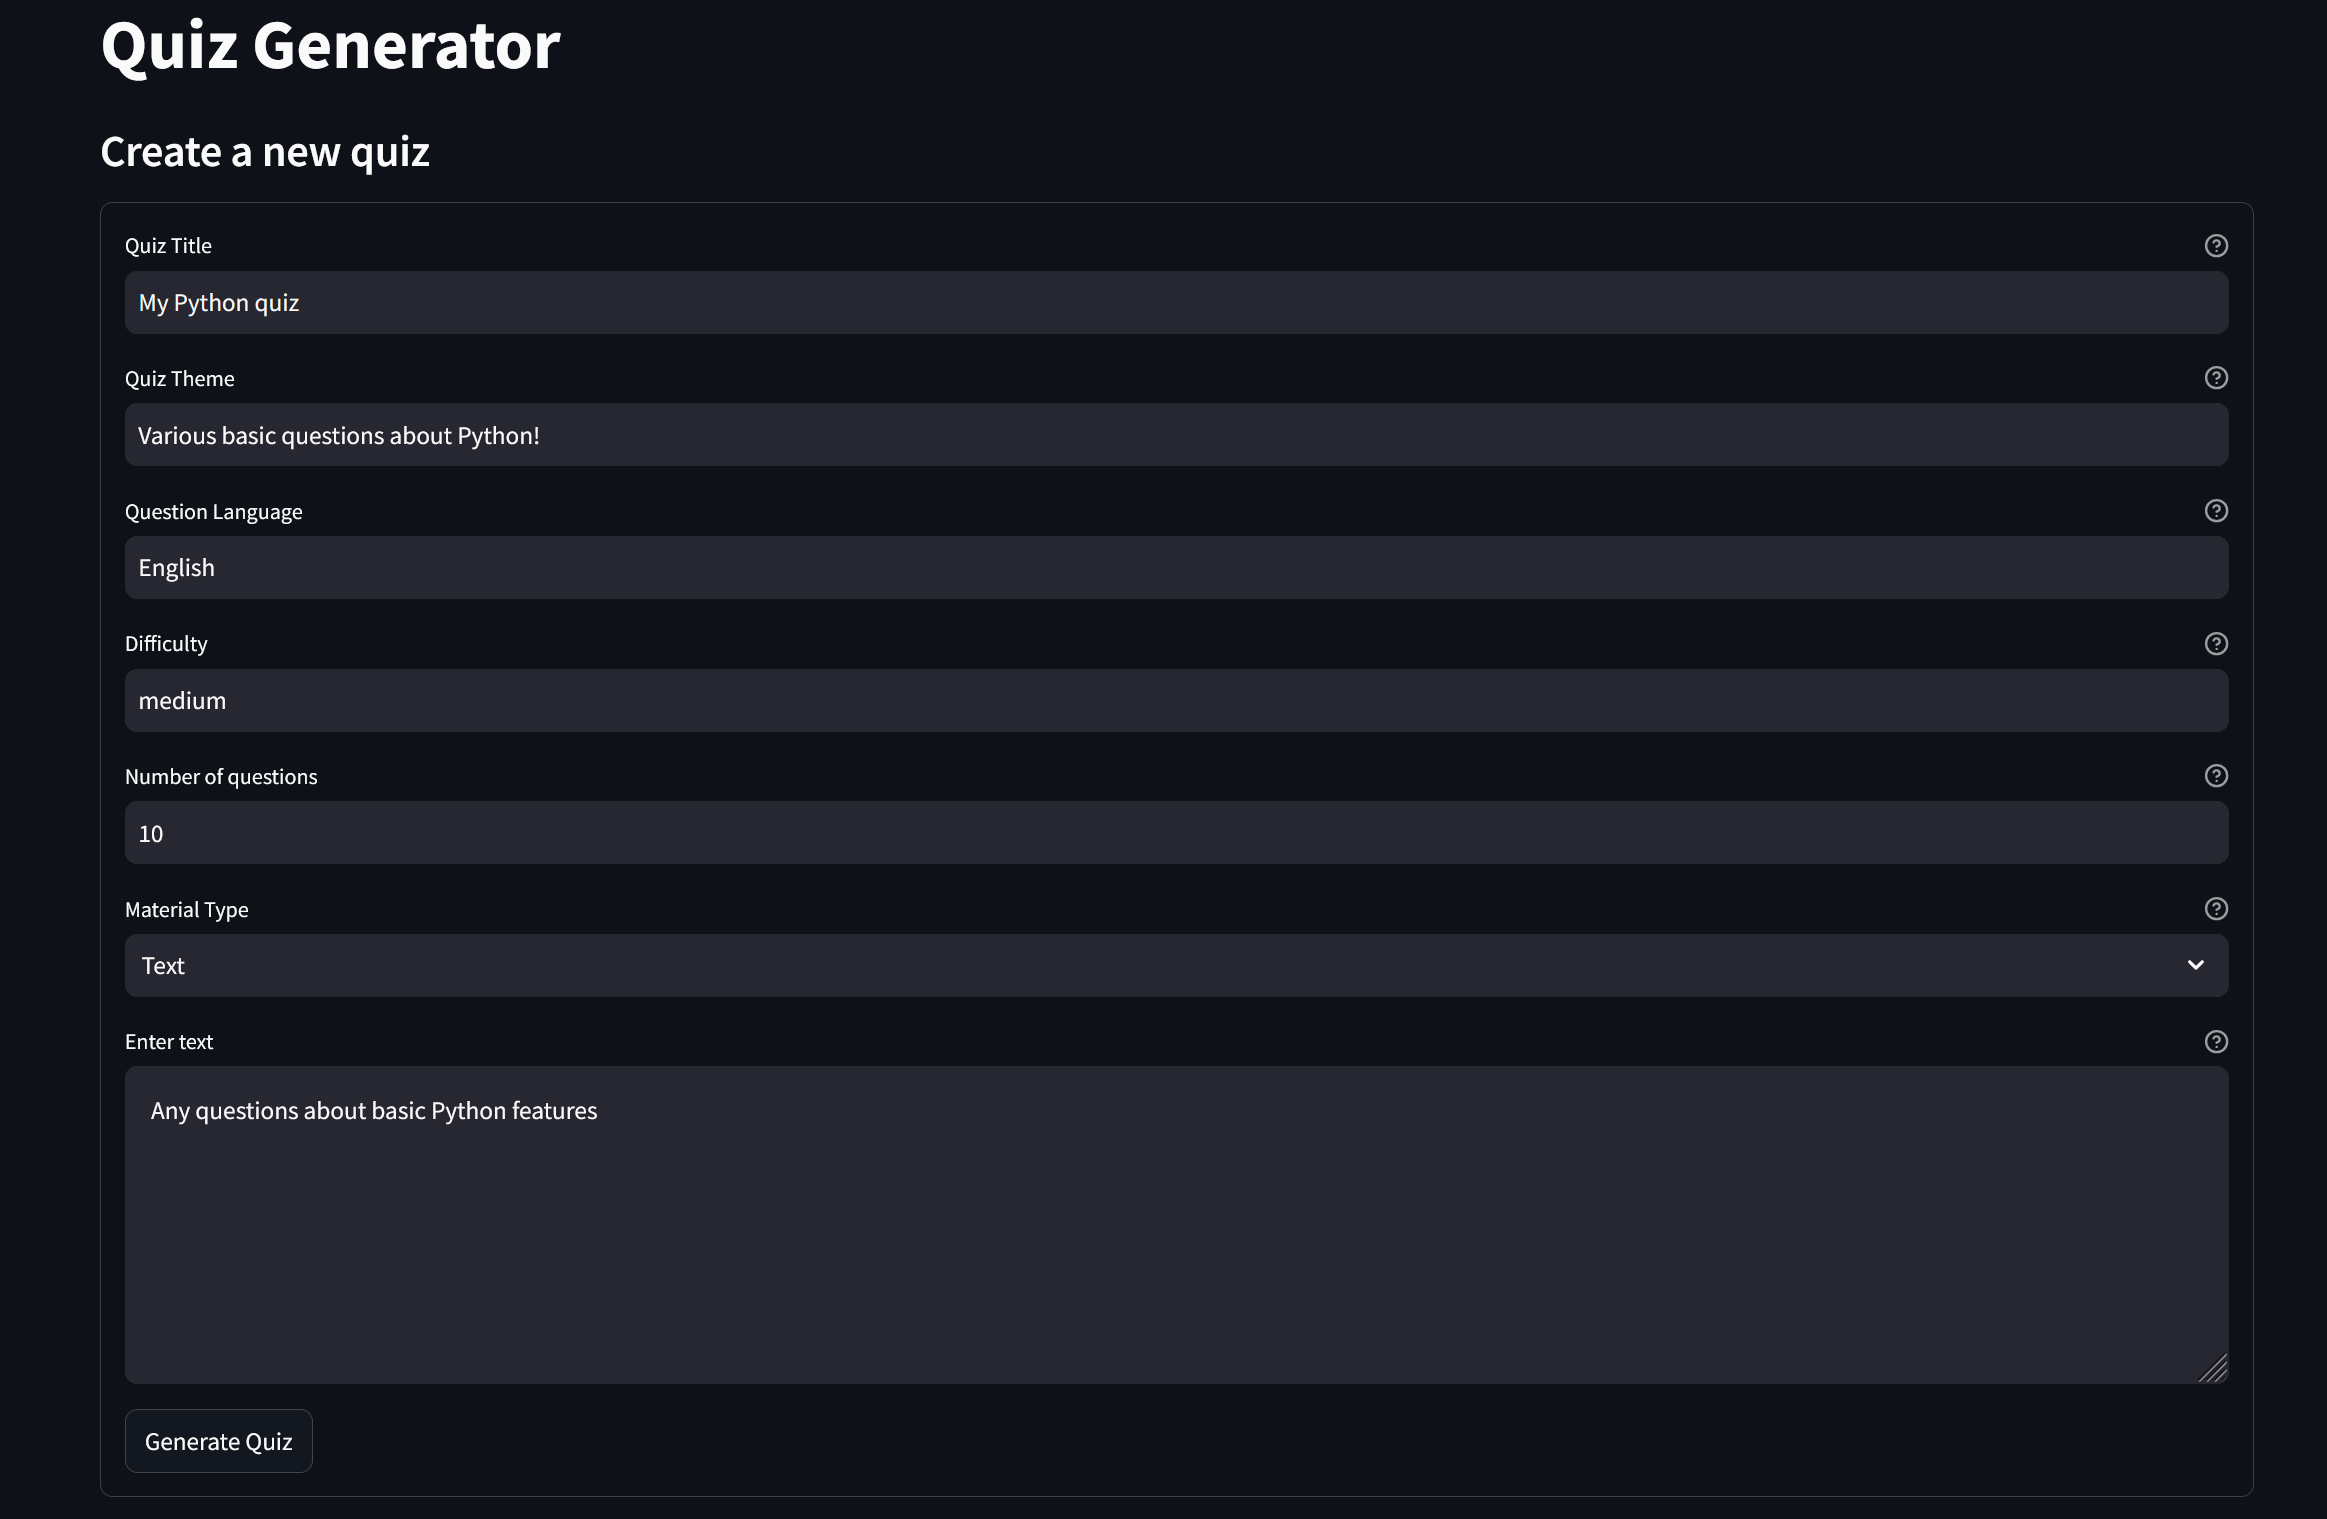 Quiz Generator
Create a new quiz
Quiz Title
My Python quiz
Quiz Theme
Various basic questions about Python!
Question Language
English
Difficulty
medium
Number of questions
10
Material Type
Text
Enter text
Any questions about basic Python features
Generate Quiz